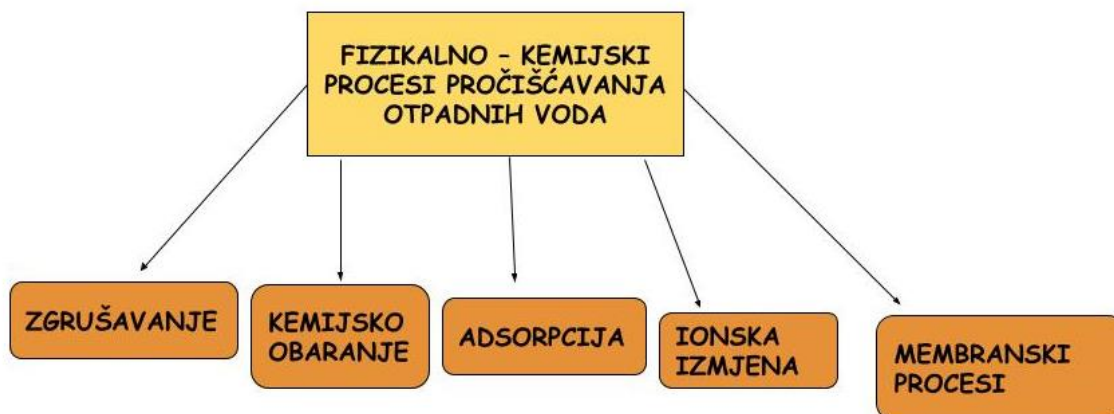 FIZIKALNO – KEMIJSKI
PROCESI PROČIŠĆAVANJA
OTPADNIH VODA
ZGRUŠAVANJE
KEMIJSKO
OBARANJE
ADSORPCIJA
IONSKA
IZMJENA
MEMBRANSKI
PROCESI